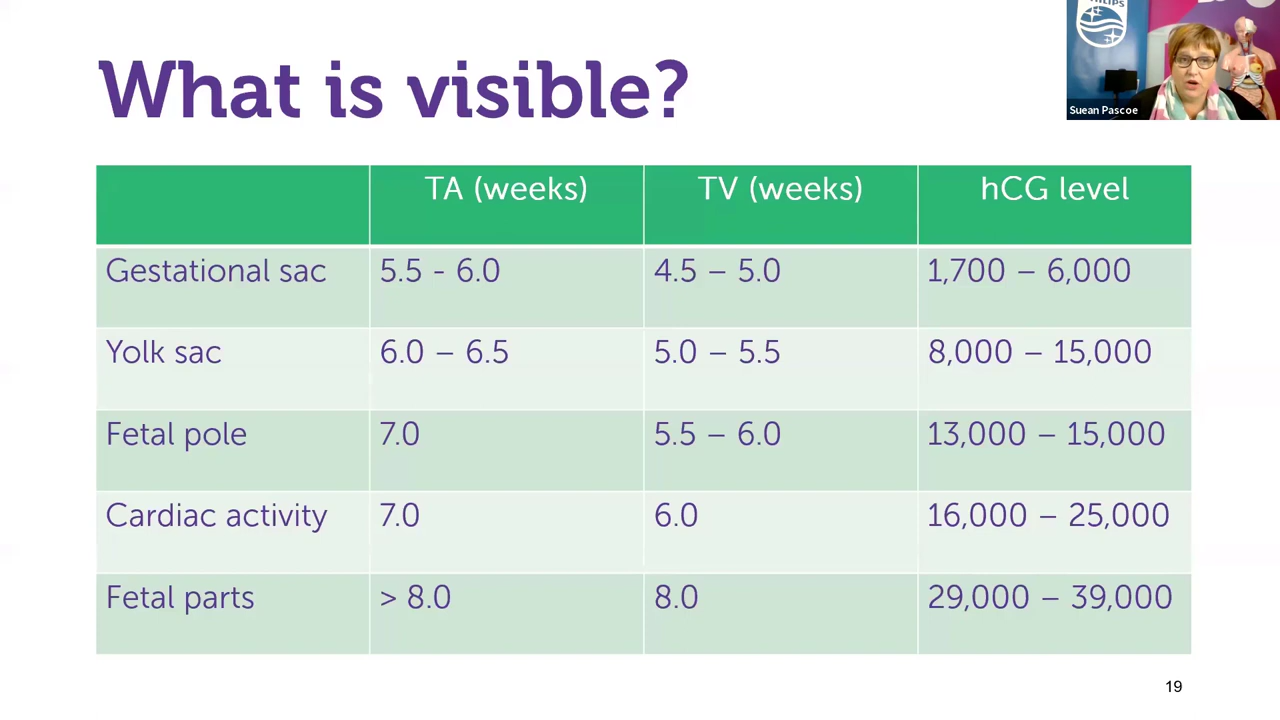 What is visible?
PHILIPS
Suean Pascoe
TA (weeks) TV (weeks) hCG level
Gestational sac 5.5 - 6.0 4.5 – 5.0 1,700 – 6,000
Yolk sac 6.0 – 6.5 5.0 – 5.5 8,000 – 15,000
Fetal pole 7.0 5.5 – 6.0 13,000 – 15,000
Cardiac activity 7.0 6.0 16,000 – 25,000
Fetal parts > 8.0 8.0 29,000 – 39,000
19